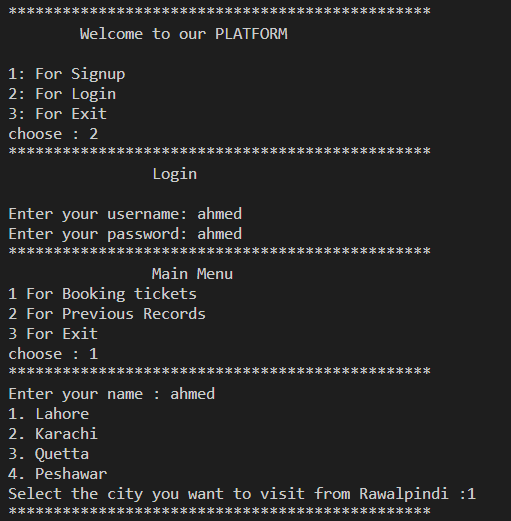 ***********************************************
Welcome to our PLATFORM
1: For Signup
2: For Login
3: For Exit
choose : 2
***********************************************
Login
Enter your username: ahmed
Enter your password: ahmed
***********************************************
Main Menu
1 For Booking tickets
2 For Previous Records
3 For Exit
choose : 1
***********************************************
Enter your name : ahmed
1. Lahore
2. Karachi
3. Quetta
4. Peshawar
Select the city you want to visit from Rawalpindi :1
***********************************************